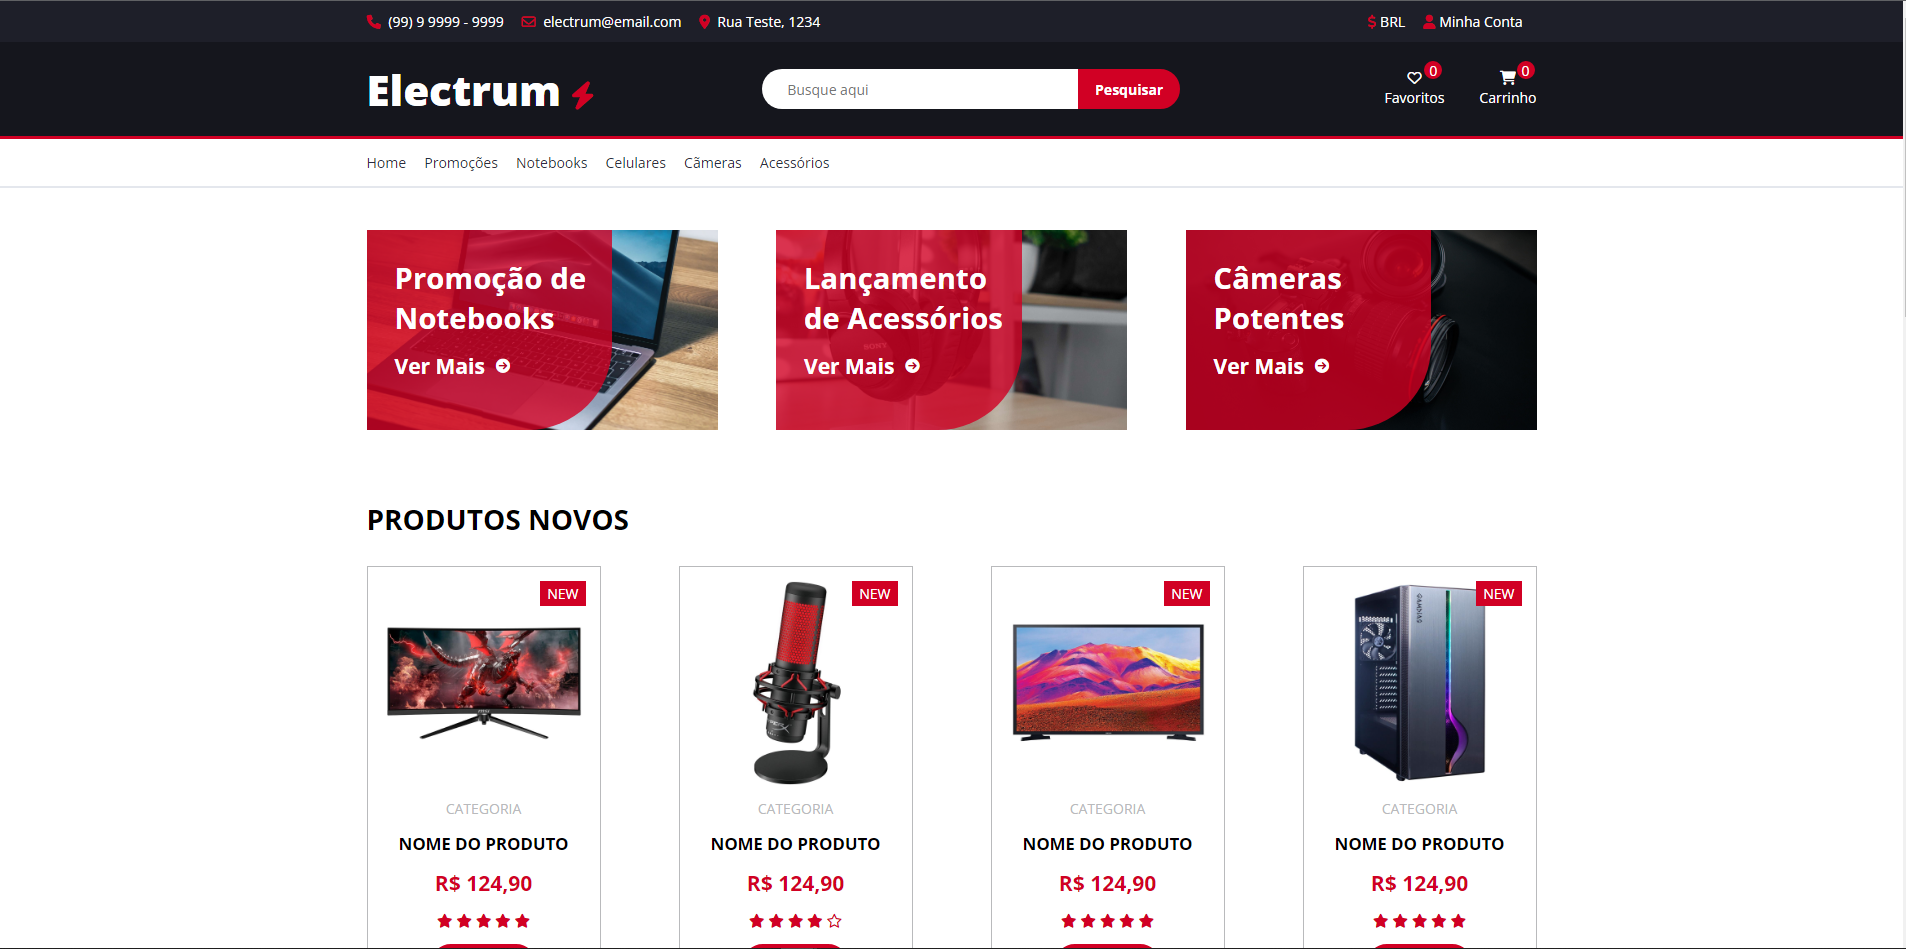 (99) 9 9999 - 9999 electrum@email.com Rua Teste, 1234 $ BRL Minha Conta
Electrum
Busque aqui
Pesquisar
0
Favoritos
0
Carrinho
Home Promoções Notebooks Celulares Cãmeras Acessórios
Promoção de
Notebooks
Ver Mais
Lançamento
de Acessórios
Ver Mais
Câmeras
Potentes
Ver Mais
SONY
PRODUTOS NOVOS
NEW
CATEGORIA
NOME DO PRODUTO
R$ 124,90
NEW
CATEGORIA
NOME DO PRODUTO
R$ 124,90
NEW
CATEGORIA
NOME DO PRODUTO
R$ 124,90
NEW
GAMDIAS
CATEGORIA
NOME DO PRODUTO
R$ 124,90